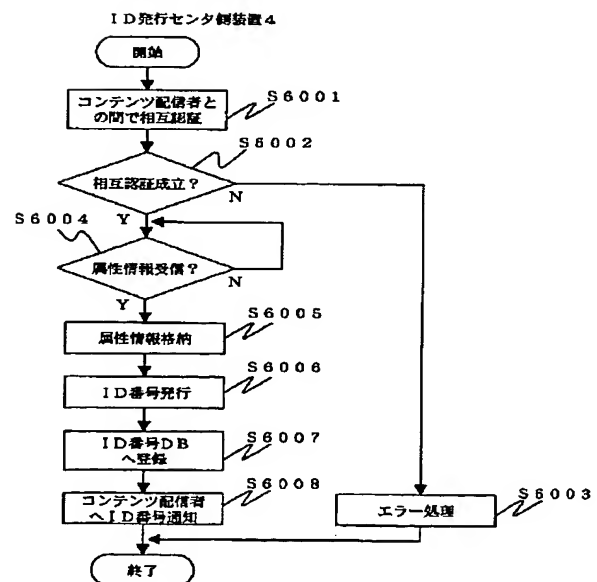 ID発行センタ側装置4
開始
コンテンツ配信者と
の間で相互認証
S6001
S6002
相互認証成立?
N
Y
S6004
属性情報受信?
N
Y
属性情報格納
S6005
ID番号発行
S6006
ID番号DB
へ登録
S6007
コンテンツ配信者
へID番号通知
S6008
エラー処理
S6003
終了